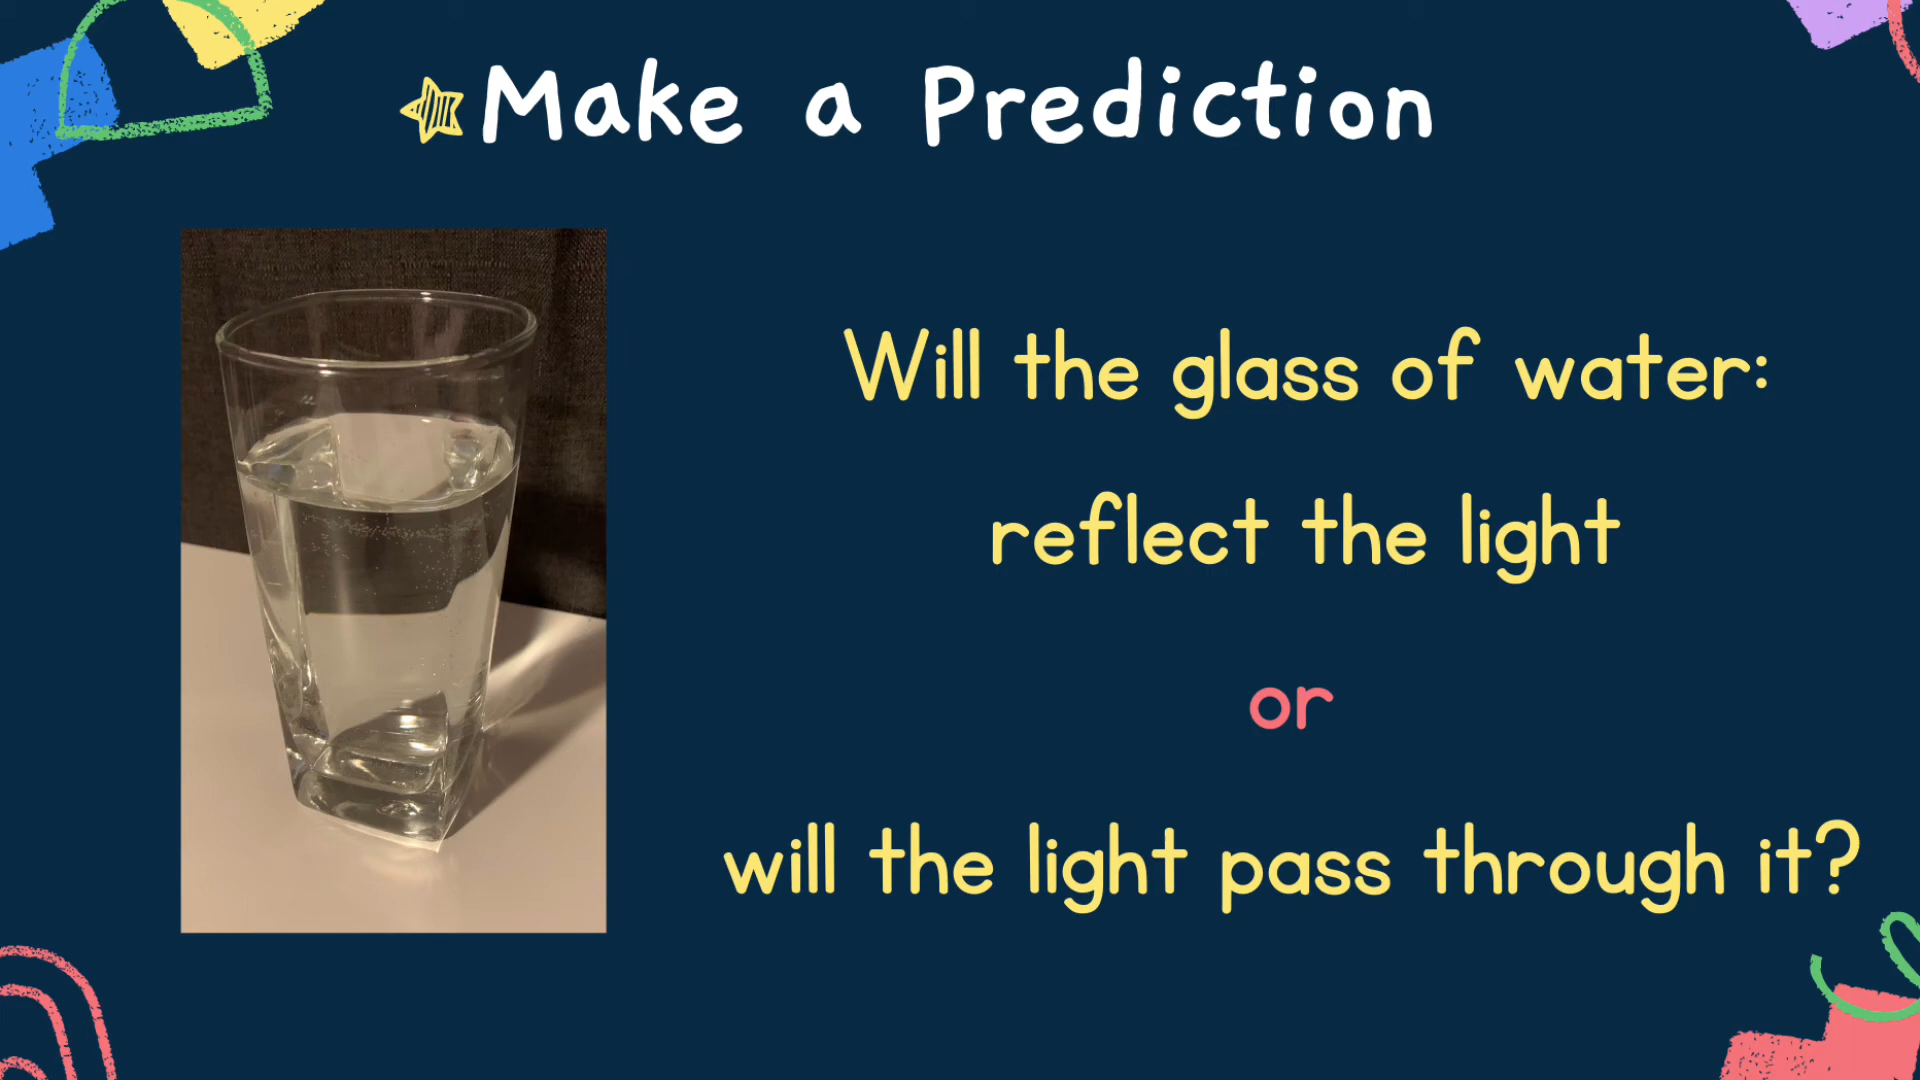 Make a Prediction
Will the glass of water:
reflect the light
or
will the light pass through it?